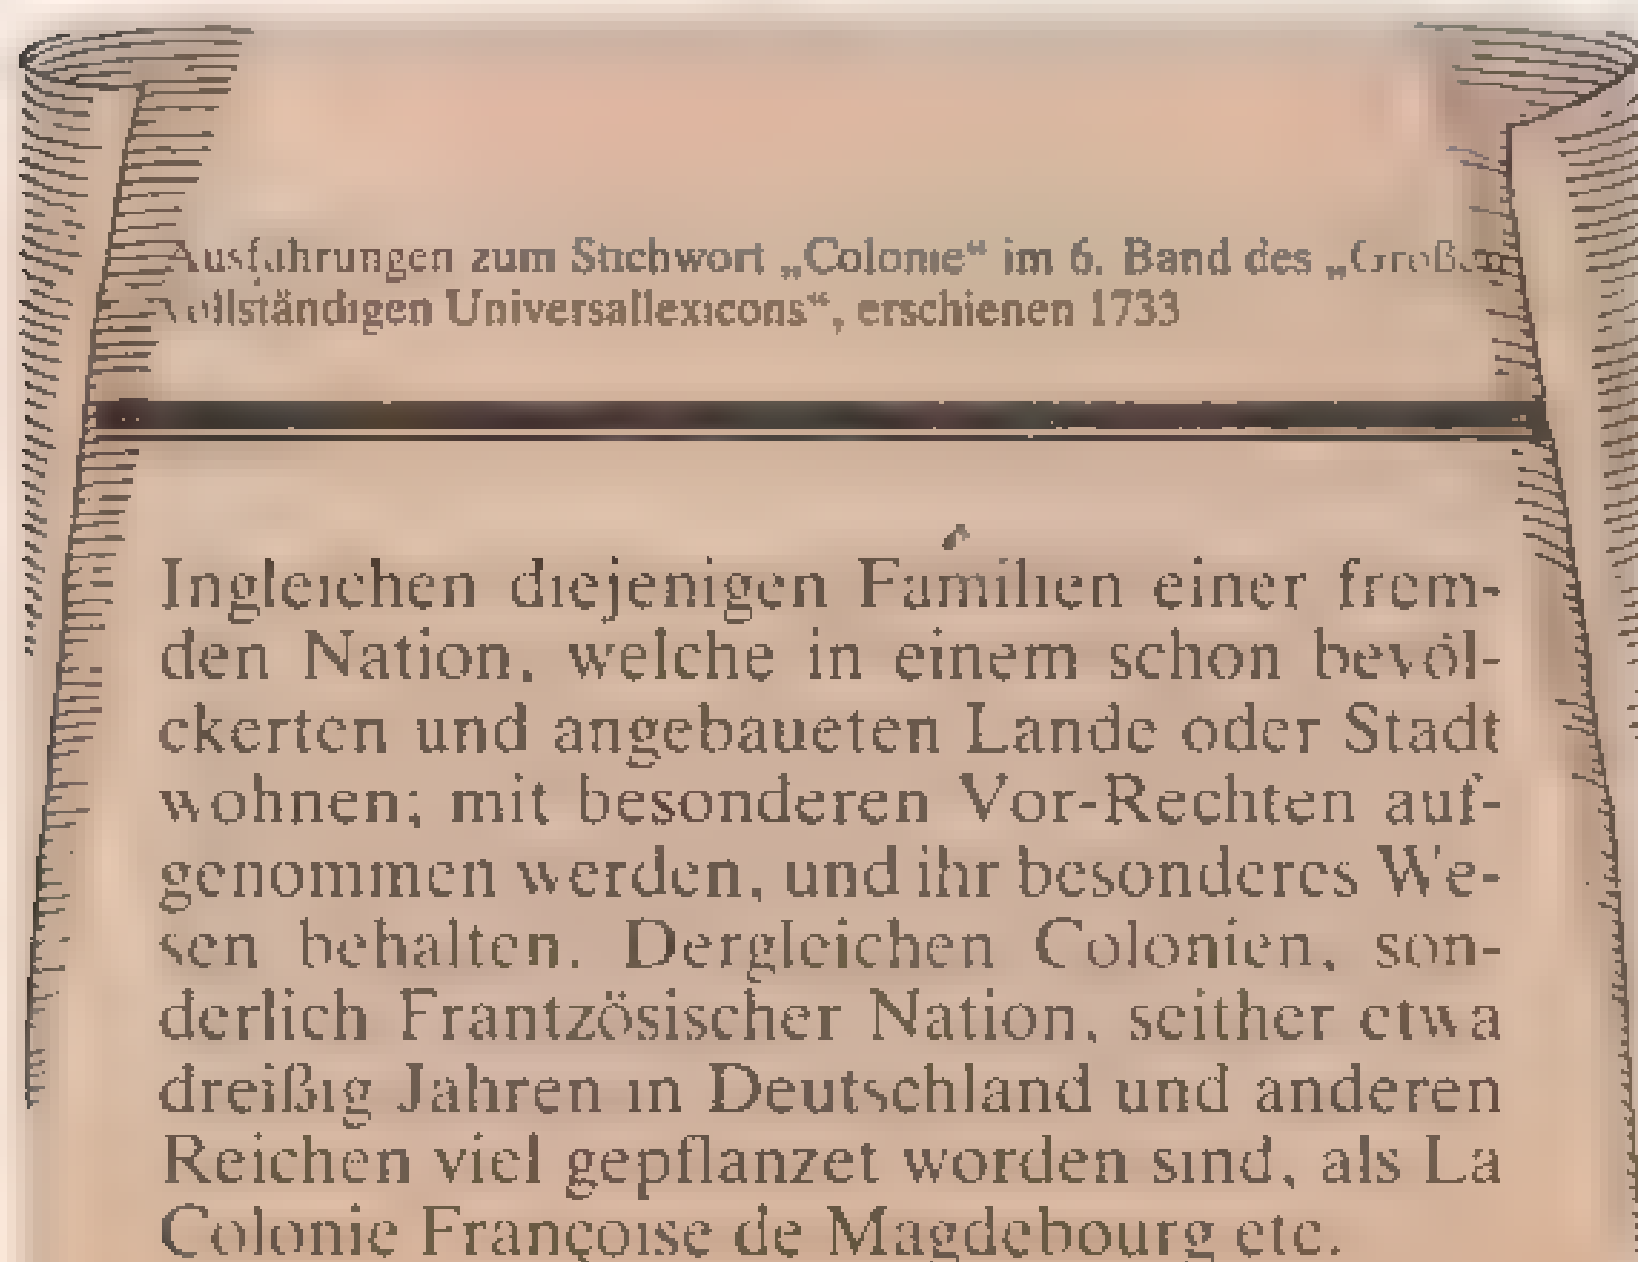 Ausführungen zum Stichwort „Colonie“ im 6. Band des „Großen
Vollständigen Universallexicons“, erschienen 1733
Ingleichen diejenigen Familien einer frem-
den Nation, welche in einem schon bevöl-
ckerten und angebaueten Lande oder Stadt
wohnen; mit besonderen Vor-Rechten auf-
genommen werden, und ihr besonderes We-
sen behalten. Dergleichen Colonien, son-
derlich Frantzösischer Nation, seither etwa
dreißig Jahren in Deutschland und anderen
Reichen viel gepflanzet worden sind, als La
Colonie Françoise de Magdebourg etc.